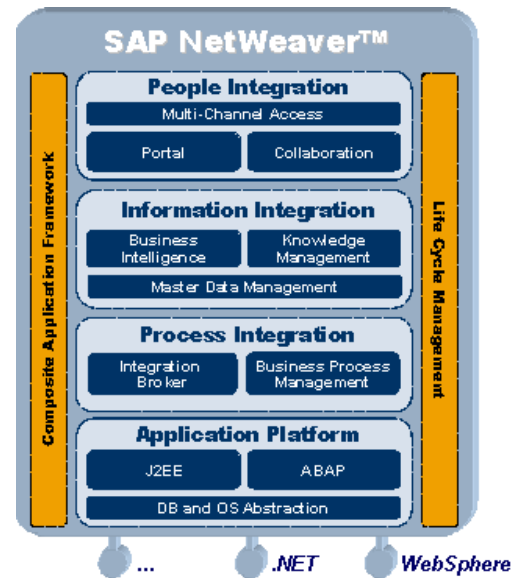 SAP NetWeaver™
People Integration
Multi-Channel Access
Portal
Collaboration
Information Integration
Business
Intelligence
Knowledge
Management
Master Data Management
Process Integration
Integration
Broker
Business Process
Management
Application Platform
J2EE
ABAP
DB and OS Abstraction
Composite Application Framework
Life Cycle Management
...
.NET
WebSphere